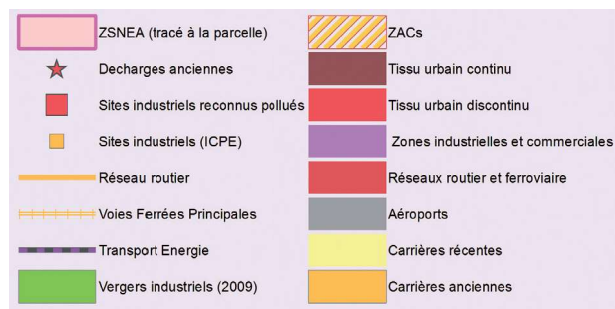 ZSNEA (tracé à la parcelle)
Decharges anciennes
Sites industriels reconnus pollués
Sites industriels (ICPE)
Réseau routier
Voies Ferrées Principales
Transport Energie
Vergers industriels (2009)
ZACs
Tissu urbain continu
Tissu urbain discontinu
Zones industrielles et commerciales
Réseaux routier et ferroviaire
Aéroports
Carrières récentes
Carrières anciennes